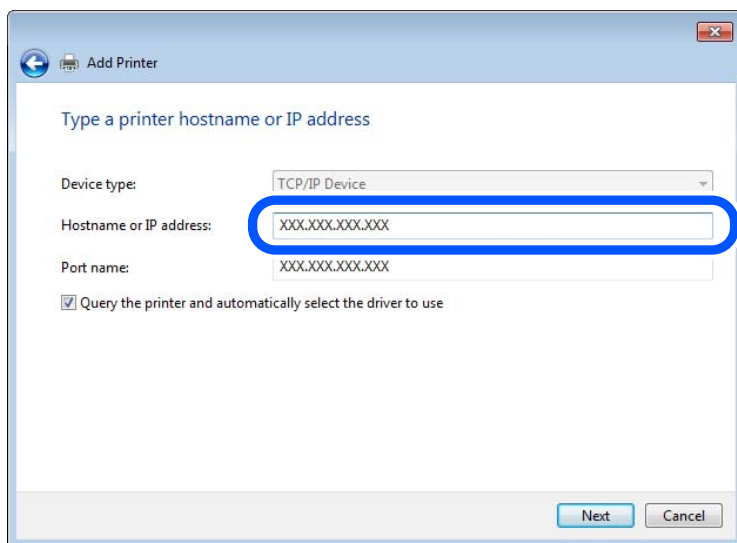 Add Printer
Type a printer hostname or IP address
Device type: TCP/IP Device
Hostname or IP address: XXX.XXX.XXX.XXX
Port name: XXX.XXX.XXX.XXX
Query the printer and automatically select the driver to use
Next Cancel